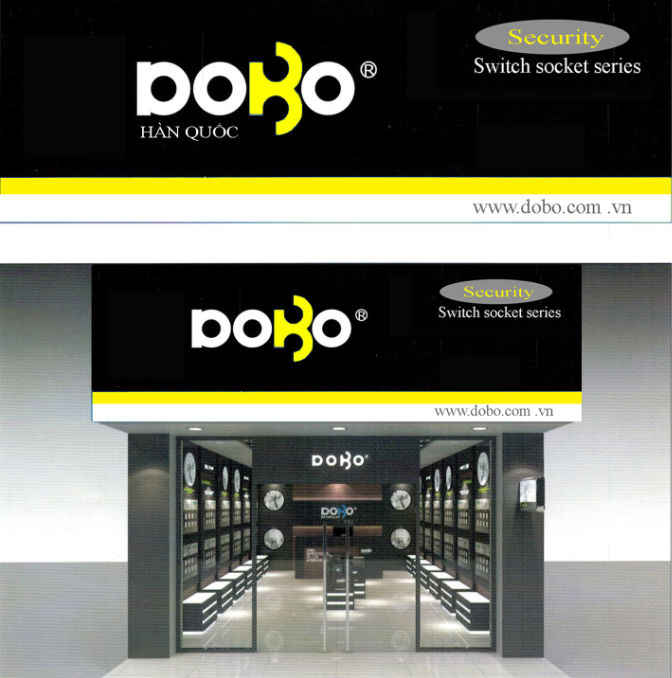 DOBO®
HÀN QUỐC
Security
Switch socket series
www.dobo.com .vn
DOBO®
Security
Switch socket series
www.dobo.com .vn
DOBO®
DOBO®